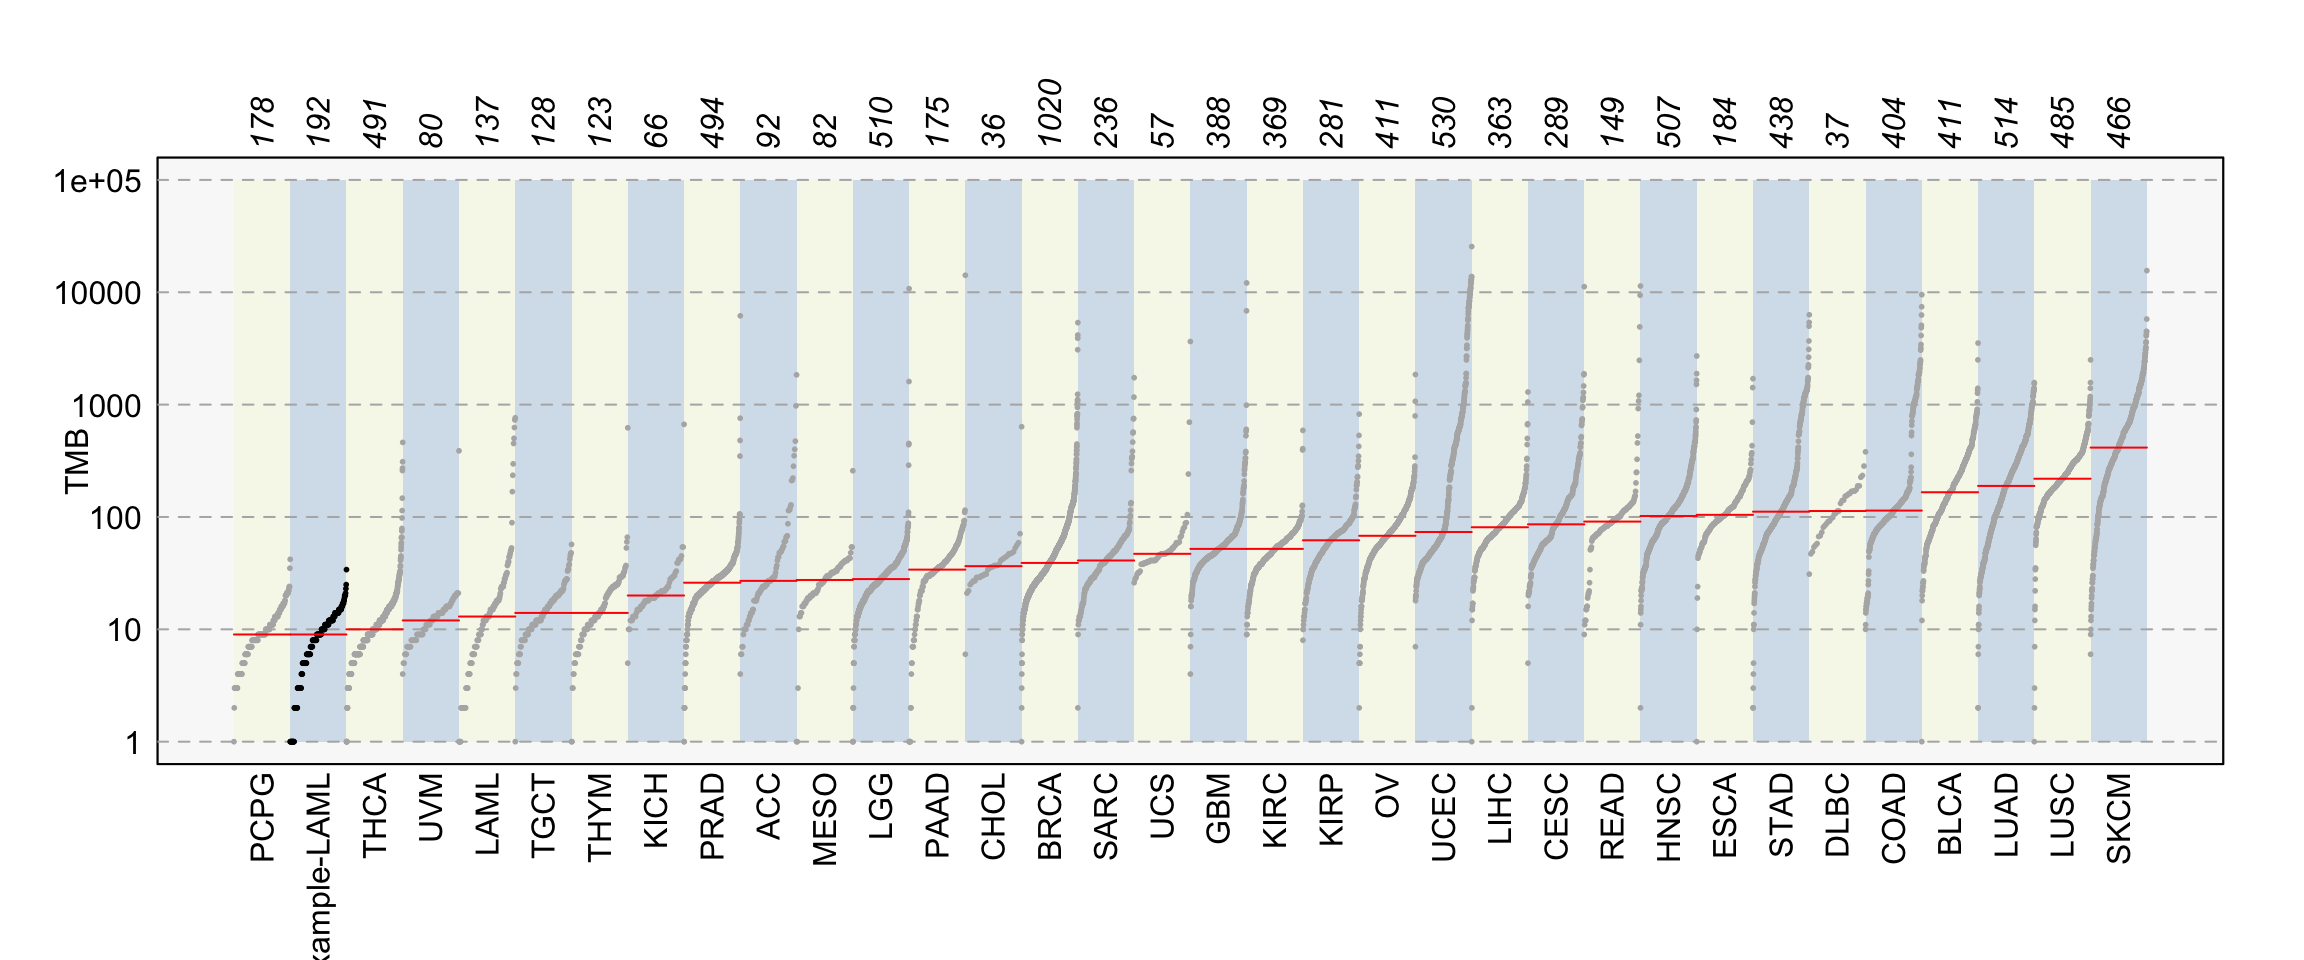 178 192 491 80 137 128 123 66 494 92 82 510 175 36 1020 236 57 388 369 281 411 530 363 289 149 507 184 438 37 404 411 514 485 466
1e+05
10000
1000
100
10
1
TMB
PCPG xample-LAML THCA UVM LAML TGCT THYM KICH PRAD ACC MESO LGG PAAD CHOL BRCA SARC UCS GBM KIRC KIRP OV UCEC LIHC CESC READ HNSC ESCA STAD DLBC COAD BLCA LUAD LUSC SKCM